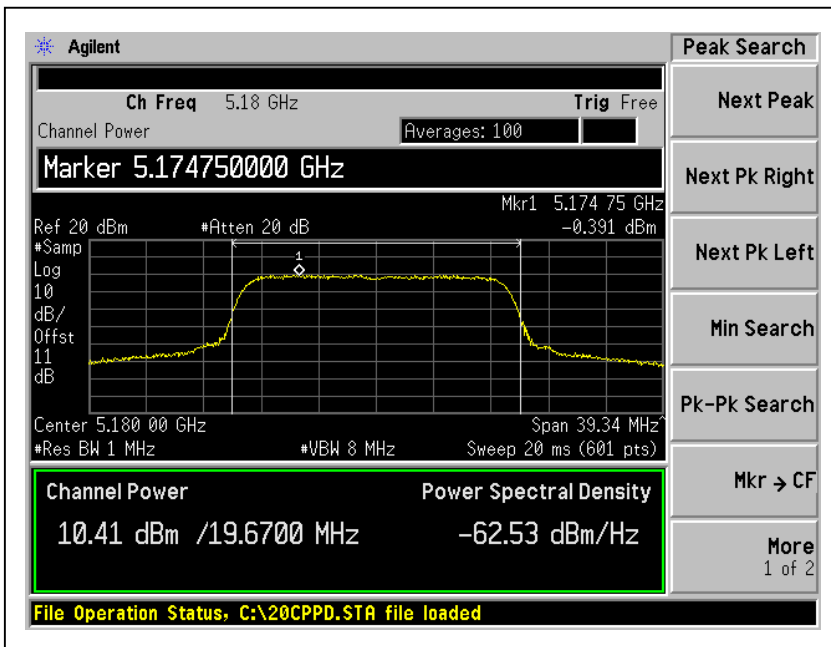 Agilent
Peak Search
Ch Freq 5.18 GHz
Trig Free
Channel Power
Averages: 100
Marker 5.174750000 GHz
Mkr1 5.174 75 GHz
Ref 20 dBm #Atten 20 dB -0.391 dBm
#Samp
Log
10
dB/
Offst
11
dB
1
Center 5.180 00 GHz Span 39.34 MHz^
#Res BW 1 MHz #VBW 8 MHz Sweep 20 ms (601 pts)
Channel Power Power Spectral Density
10.41 dBm /19.6700 MHz -62.53 dBm/Hz
File Operation Status, C:\20CPPD.STA file loaded
Next Peak
Next Pk Right
Next Pk Left
Min Search
Pk-Pk Search
Mkr → CF
More
1 of 2